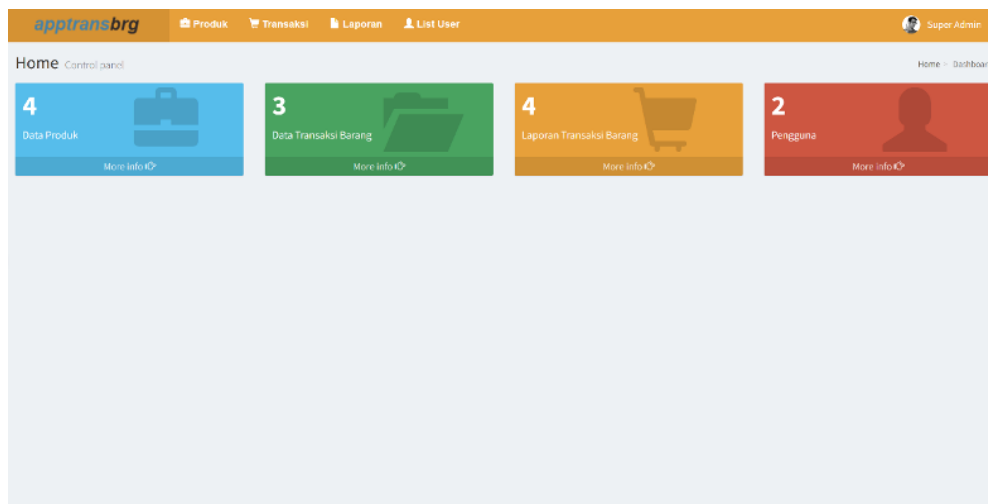 apptransbrg Produk Transaksi Laporan List User Super Admin
Home Control panel Home > Dashboar
4 3 4 2
Data Produk Data Transaksi Barang Laporan Transaksi Barang Pengguna
More info More info More info More info